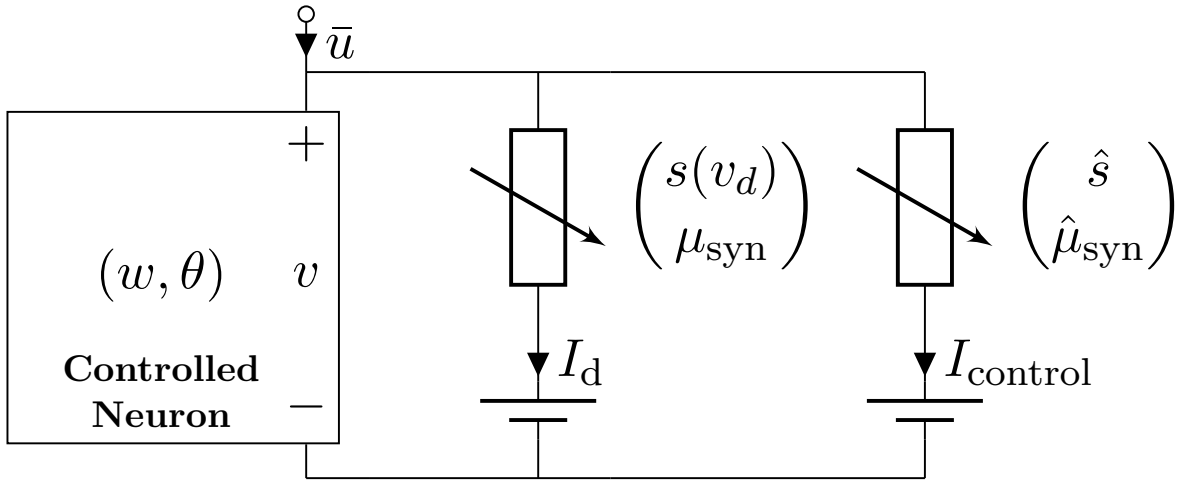 ū
+
(s(v_d)
μ_syn)
(ŝ
μ̂_syn)
(w, θ) v
Controlled
Neuron
−
I_d
I_control